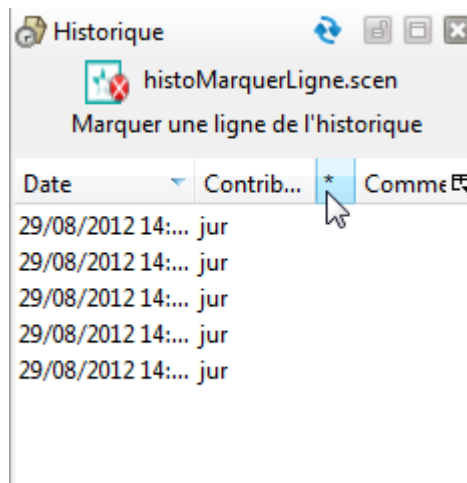 Historique
histoMarquerLigne.scen
Marquer une ligne de l'historique
Date Contrib... * Comme
29/08/2012 14:... jur
29/08/2012 14:... jur
29/08/2012 14:... jur
29/08/2012 14:... jur
29/08/2012 14:... jur